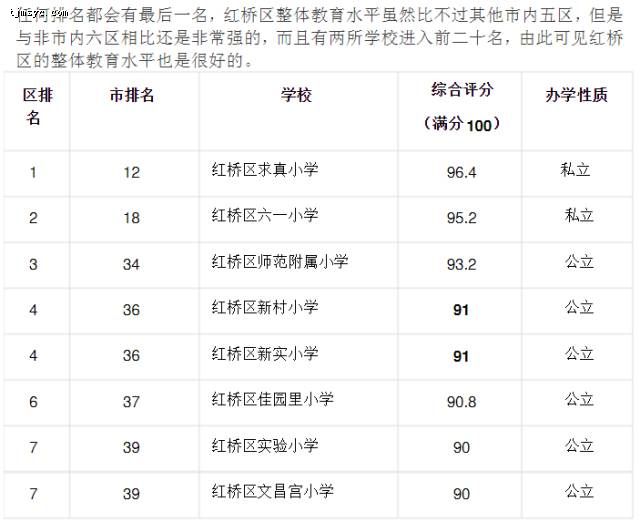 timsya.com
排名都会有最后一名，红桥区整体教育水平虽然比不过其他市内五区，但是
与非市内六区相比还是非常强的，而且有两所学校进入前二十名，由此可见红桥
区的整体教育水平也是很好的。
区排名 市排名 学校 综合评分（满分100） 办学性质
1 12 红桥区求真小学 96.4 私立
2 18 红桥区六一小学 95.2 私立
3 34 红桥区师范附属小学 93.2 公立
4 36 红桥区新村小学 91 公立
4 36 红桥区新实小学 91 公立
6 37 红桥区佳园里小学 90.8 公立
7 39 红桥区实验小学 90 公立
7 39 红桥区文昌宫小学 90 公立